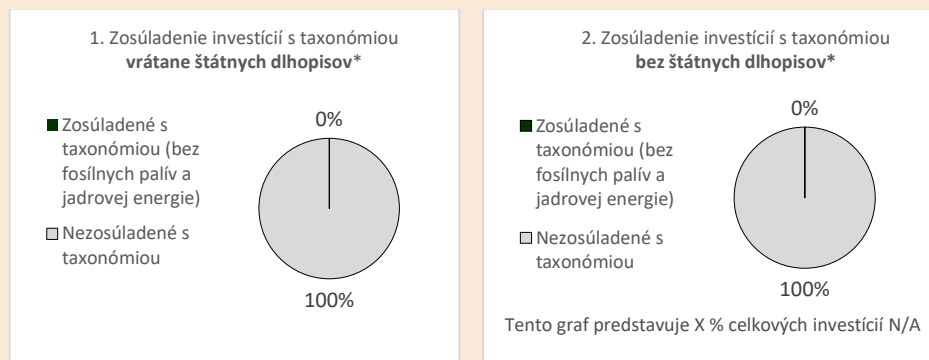 1. Zosúladenie investícií s taxonómiou
vrátane štátnych dlhopisov*
Zosúladené s
taxonómiou (bez
fosílnych palív a
jadrovej energie)
Nezosúladené s
taxonómiou
0%
100%
2. Zosúladenie investícií s taxonómiou
bez štátnych dlhopisov*
Zosúladené s
taxonómiou (bez
fosílnych palív a
jadrovej energie)
Nezosúladené s
taxonómiou
0%
100%
Tento graf predstavuje X % celkových investícií N/A